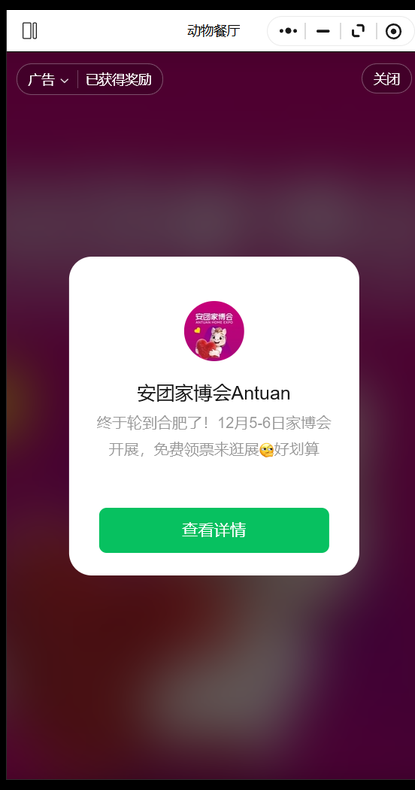 动物餐厅
广告
已获得奖励
关闭
安团家博会
ANTUAN HOME EXPO
安团家博会Antuan
终于轮到合肥了！12月5-6日家博会
开展，免费领票来逛展🧐好划算
查看详情